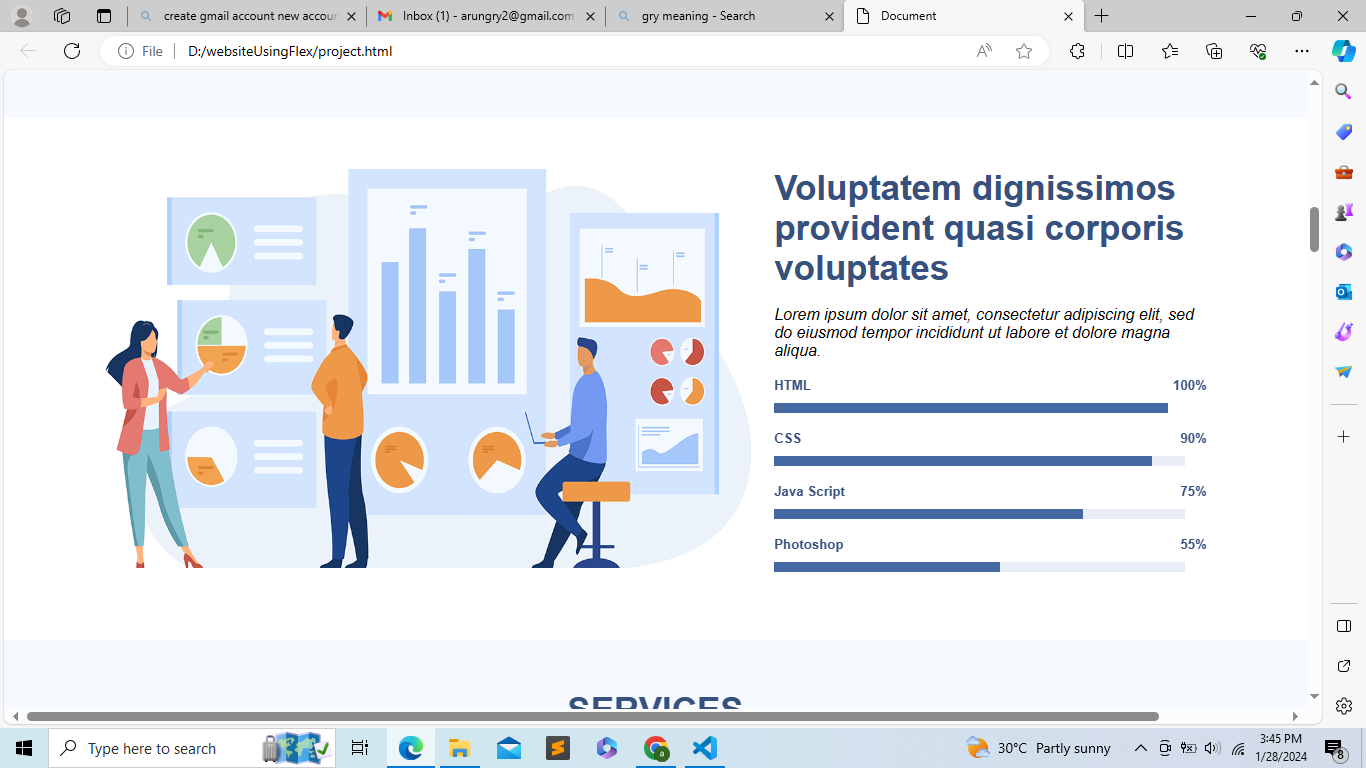 create gmail account new accour
Inbox (1) - arungry2@gmail.com
gry meaning - Search
Document
File
D:/websiteUsingFlex/project.html
Voluptatem dignissimos
provident quasi corporis
voluptates
Lorem ipsum dolor sit amet, consectetur adipiscing elit, sed
do eiusmod tempor incididunt ut labore et dolore magna
aliqua.
HTML 100%
CSS 90%
Java Script 75%
Photoshop 55%
SERVICES
Type here to search
30°C Partly sunny
3:45 PM
1/28/2024
8